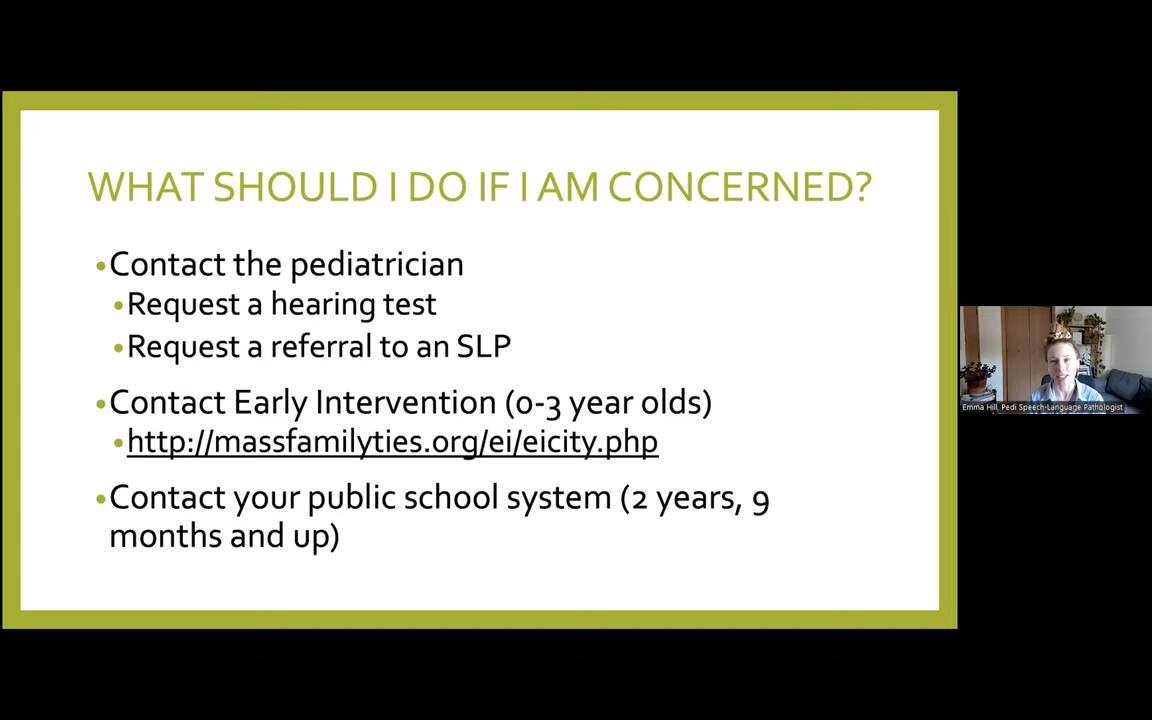 WHAT SHOULD I DO IF I AM CONCERNED?
•Contact the pediatrician
•Request a hearing test
•Request a referral to an SLP
•Contact Early Intervention (0-3 year olds)
•http://massfamilyties.org/ei/eicity.php
•Contact your public school system (2 years, 9
months and up)
Emma Hill, Pedi Speech-Language Pathologist